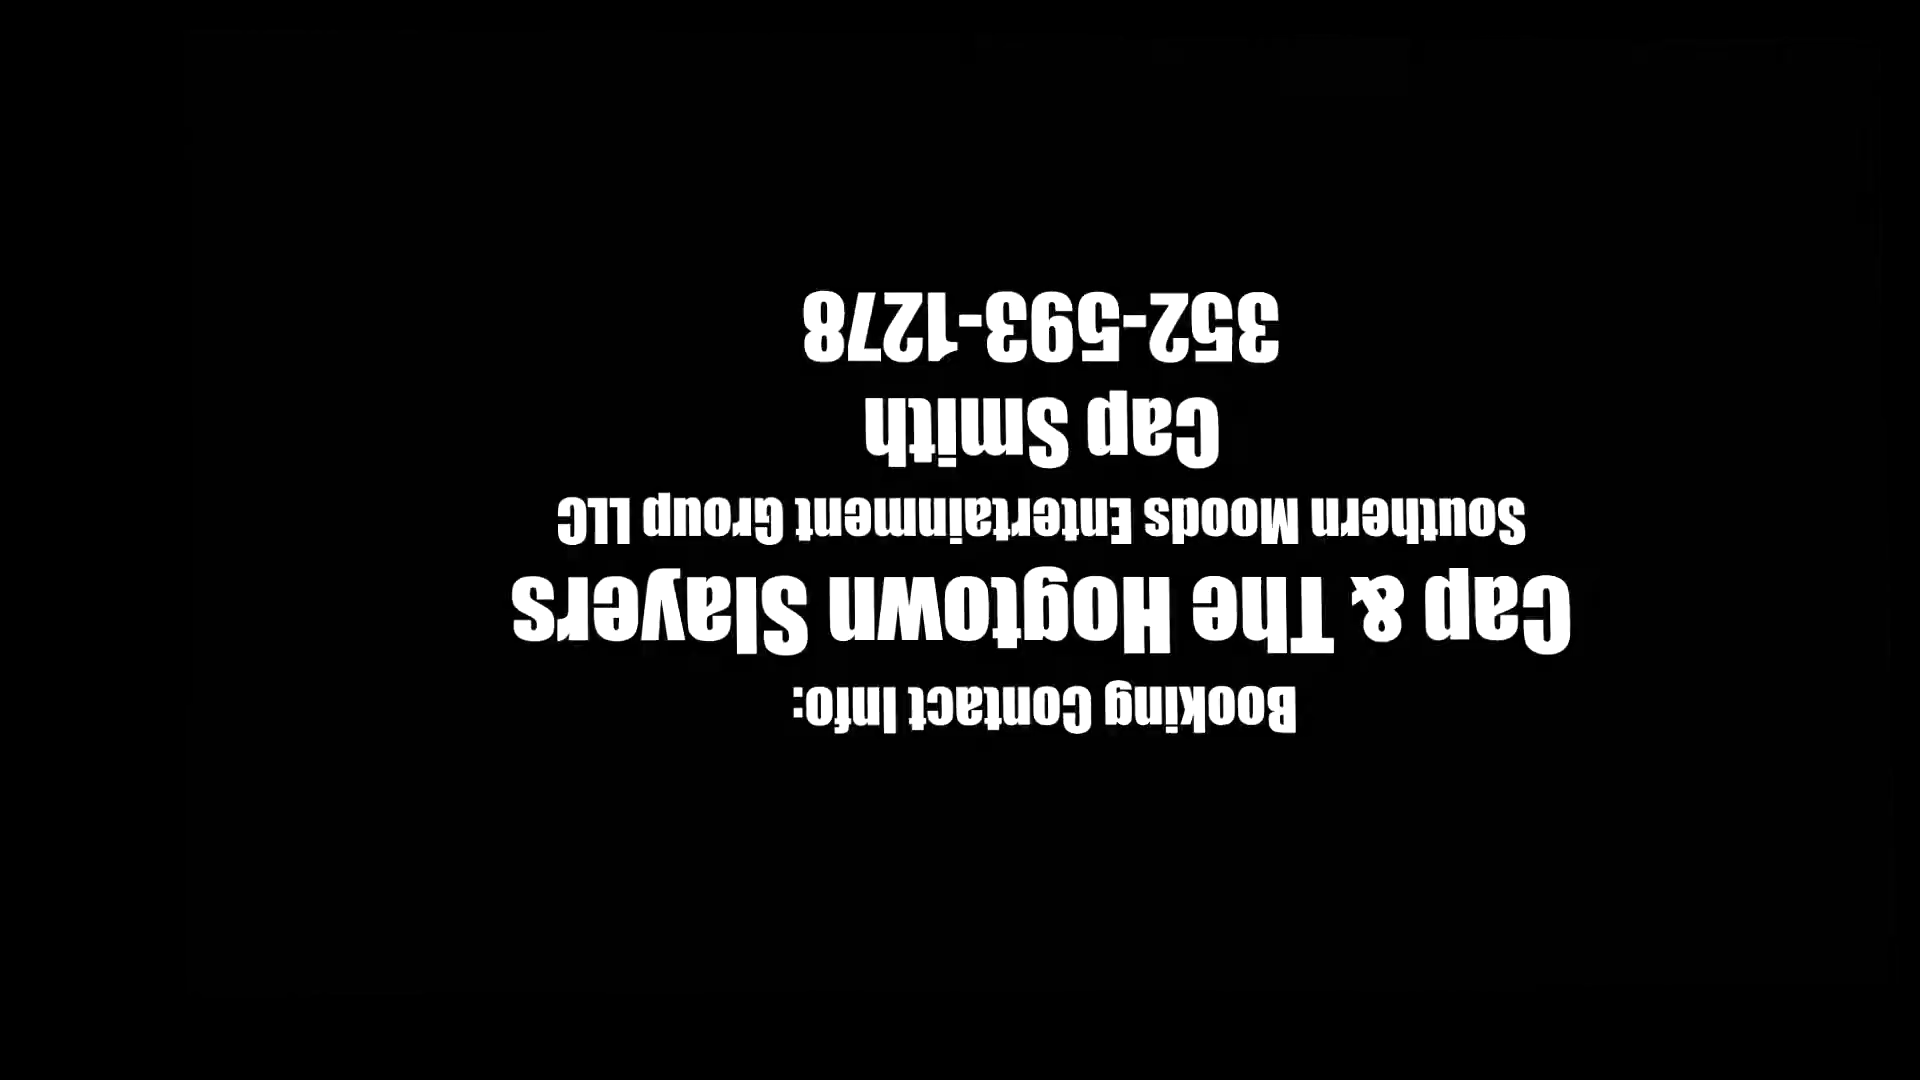 Booking Contact Info:
Cap & The Hogtown Slayers
Southern Moods Entertainment Group LLC
Cap Smith
352-593-1278